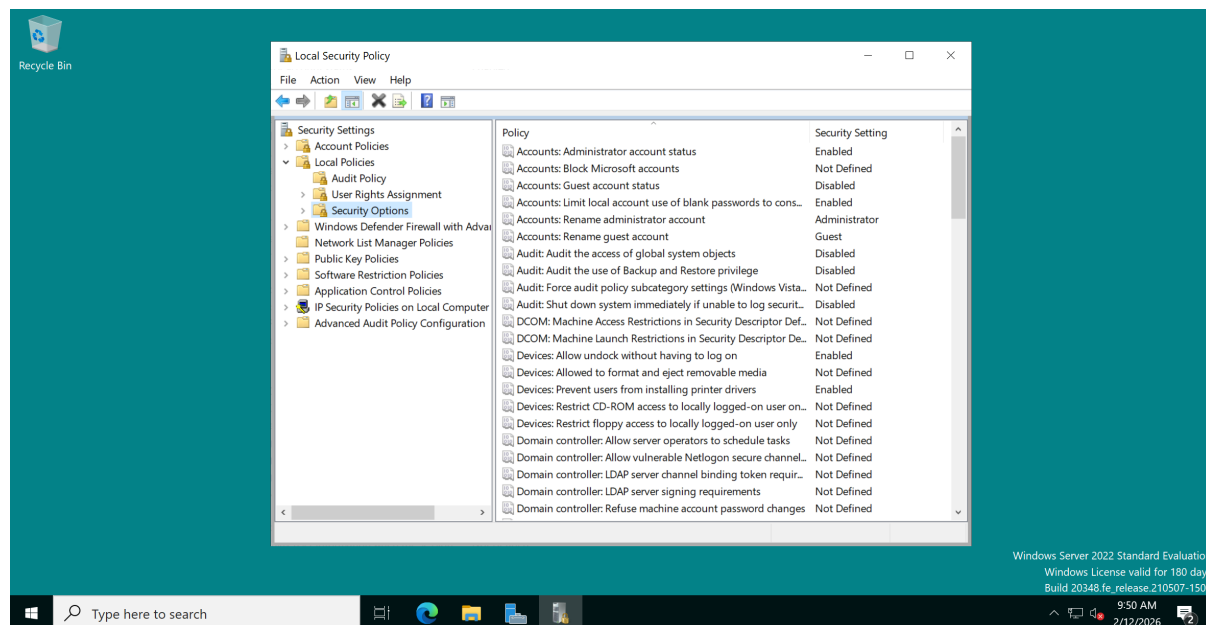 Recycle Bin
Local Security Policy
File Action View Help
Security Settings
Account Policies
Local Policies
Audit Policy
User Rights Assignment
Security Options
Windows Defender Firewall with Advan
Network List Manager Policies
Public Key Policies
Software Restriction Policies
Application Control Policies
IP Security Policies on Local Computer
Advanced Audit Policy Configuration
Policy Security Setting
Accounts: Administrator account status Enabled
Accounts: Block Microsoft accounts Not Defined
Accounts: Guest account status Disabled
Accounts: Limit local account use of blank passwords to cons... Enabled
Accounts: Rename administrator account Administrator
Accounts: Rename guest account Guest
Audit: Audit the access of global system objects Disabled
Audit: Audit the use of Backup and Restore privilege Disabled
Audit: Force audit policy subcategory settings (Windows Vista... Not Defined
Audit: Shut down system immediately if unable to log securit... Disabled
DCOM: Machine Access Restrictions in Security Descriptor Def... Not Defined
DCOM: Machine Launch Restrictions in Security Descriptor De... Not Defined
Devices: Allow undock without having to log on Enabled
Devices: Allowed to format and eject removable media Not Defined
Devices: Prevent users from installing printer drivers Enabled
Devices: Restrict CD-ROM access to locally logged-on user on... Not Defined
Devices: Restrict floppy access to locally logged-on user only Not Defined
Domain controller: Allow server operators to schedule tasks Not Defined
Domain controller: Allow vulnerable Netlogon secure channel... Not Defined
Domain controller: LDAP server channel binding token requir... Not Defined
Domain controller: LDAP server signing requirements Not Defined
Domain controller: Refuse machine account password changes Not Defined
Windows Server 2022 Standard Evaluatio
Windows License valid for 180 day
Build 20348.fe_release.210507-150
Type here to search
9:50 AM
2/12/2026
2